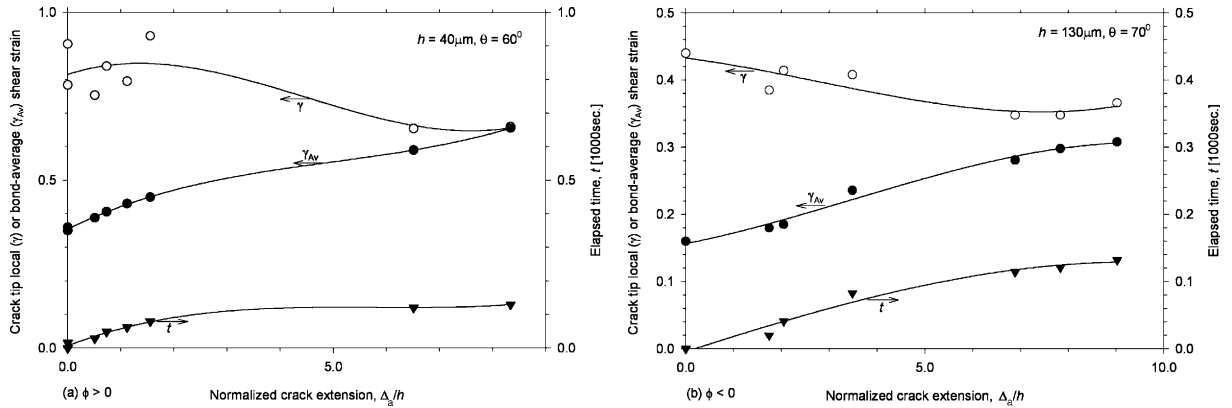 1.0
0.5
0.0
Crack tip local (γ) or bond-average (γAv) shear strain
h = 40μm, θ = 60⁰
γ
γAv
t
1.0
0.5
0.0
Elapsed time, t [1000sec.]
0.0
5.0
(a) ϕ > 0
Normalized crack extension, Δa/h
0.5
0.4
0.3
0.2
0.1
0.0
Crack tip local (γ) or bond-average (γAv) shear strain
h = 130μm, θ = 70⁰
γ
γAv
t
0.5
0.4
0.3
0.2
0.1
0.0
Elapsed time, t [1000sec.]
0.0
5.0
10.0
(b) ϕ < 0
Normalized crack extension, Δa/h